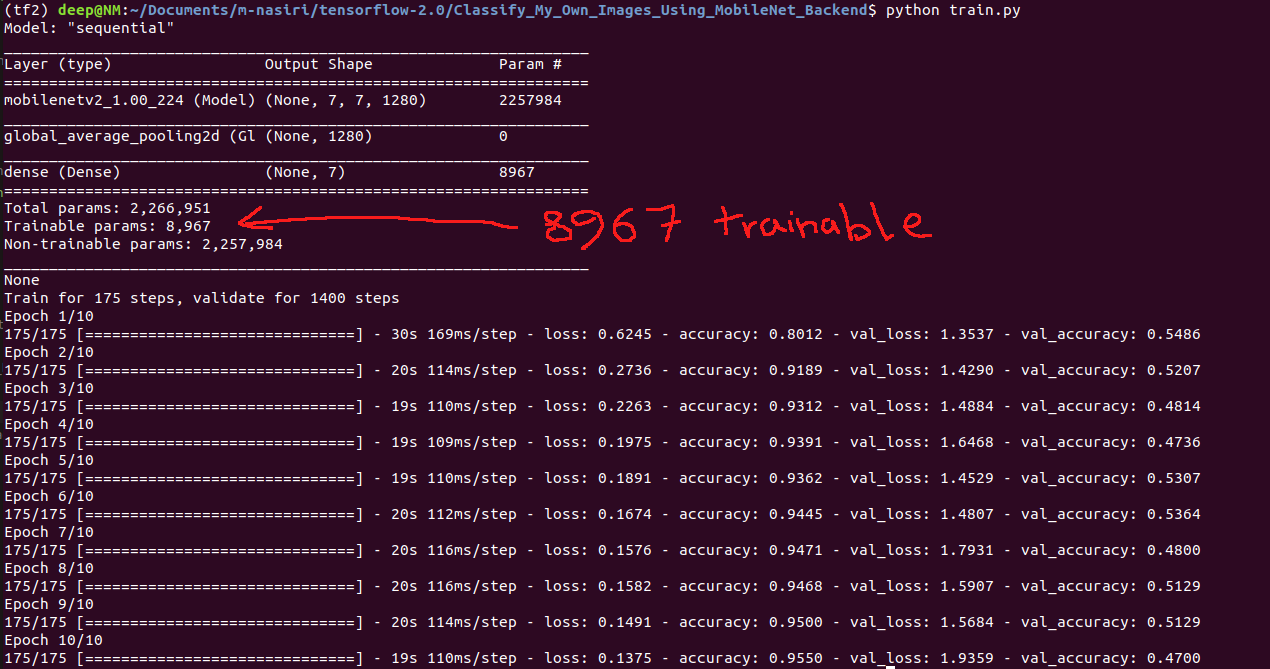 (tf2) deep@NM:~/Documents/m-nasiri/tensorflow-2.0/Classify_My_Own_Images_Using_MobileNet_Backend$ python train.py
Model: "sequential"
_________________________________________________________________
Layer (type)                 Output Shape              Param #
=================================================================
mobilenetv2_1.00_224 (Model) (None, 7, 7, 1280)        2257984
_________________________________________________________________
global_average_pooling2d (Gl (None, 1280)              0
_________________________________________________________________
dense (Dense)                (None, 7)                 8967
=================================================================
Total params: 2,266,951
Trainable params: 8,967
8967 trainable
Non-trainable params: 2,257,984
_________________________________________________________________
None
Train for 175 steps, validate for 1400 steps
Epoch 1/10
175/175 [==============================] - 30s 169ms/step - loss: 0.6245 - accuracy: 0.8012 - val_loss: 1.3537 - val_accuracy: 0.5486
Epoch 2/10
175/175 [==============================] - 20s 114ms/step - loss: 0.2736 - accuracy: 0.9189 - val_loss: 1.4290 - val_accuracy: 0.5207
Epoch 3/10
175/175 [==============================] - 19s 110ms/step - loss: 0.2263 - accuracy: 0.9312 - val_loss: 1.4884 - val_accuracy: 0.4814
Epoch 4/10
175/175 [==============================] - 19s 109ms/step - loss: 0.1975 - accuracy: 0.9391 - val_loss: 1.6468 - val_accuracy: 0.4736
Epoch 5/10
175/175 [==============================] - 19s 110ms/step - loss: 0.1891 - accuracy: 0.9362 - val_loss: 1.4529 - val_accuracy: 0.5307
Epoch 6/10
175/175 [==============================] - 20s 112ms/step - loss: 0.1674 - accuracy: 0.9445 - val_loss: 1.4807 - val_accuracy: 0.5364
Epoch 7/10
175/175 [==============================] - 20s 116ms/step - loss: 0.1576 - accuracy: 0.9471 - val_loss: 1.7931 - val_accuracy: 0.4800
Epoch 8/10
175/175 [==============================] - 20s 116ms/step - loss: 0.1582 - accuracy: 0.9468 - val_loss: 1.5907 - val_accuracy: 0.5129
Epoch 9/10
175/175 [==============================] - 20s 114ms/step - loss: 0.1491 - accuracy: 0.9500 - val_loss: 1.5684 - val_accuracy: 0.5129
Epoch 10/10
175/175 [==============================] - 19s 110ms/step - loss: 0.1375 - accuracy: 0.9550 - val_loss: 1.9359 - val_accuracy: 0.4700